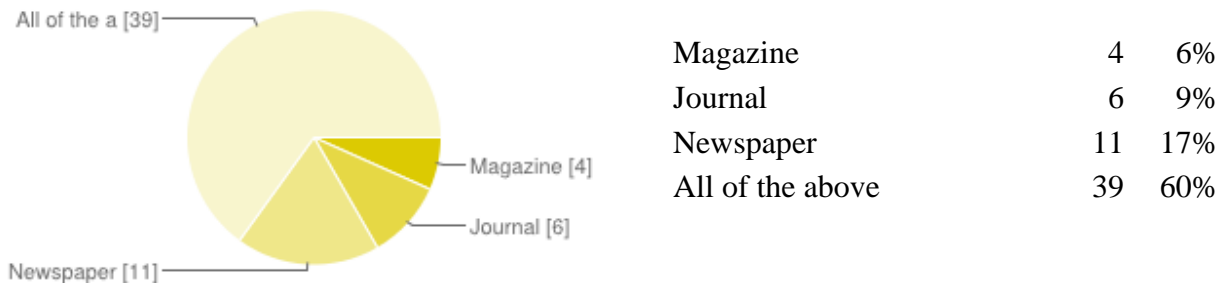 All of the a [39]
Magazine [4]
Journal [6]
Newspaper [11]
Magazine 4 6%
Journal 6 9%
Newspaper 11 17%
All of the above 39 60%